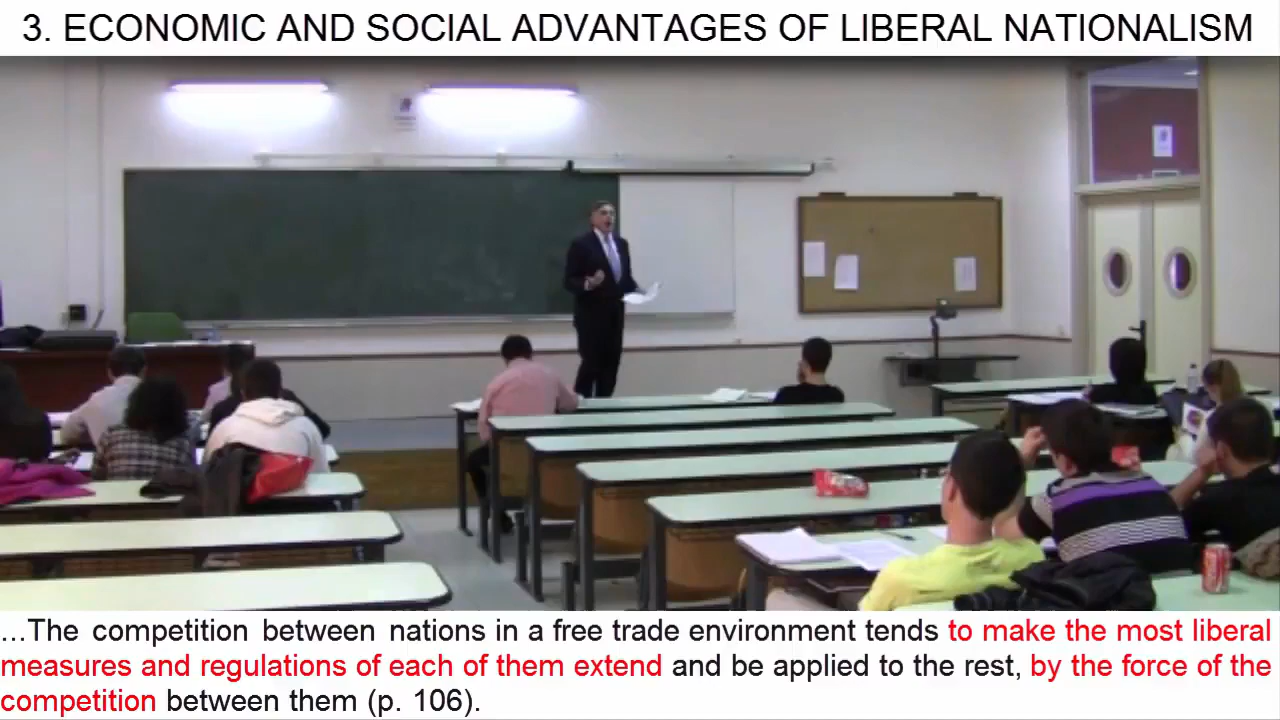 3. ECONOMIC AND SOCIAL ADVANTAGES OF LIBERAL NATIONALISM
...The competition between nations in a free trade environment tends to make the most liberal
measures and regulations of each of them extend and be applied to the rest, by the force of the
competition between them (p. 106).